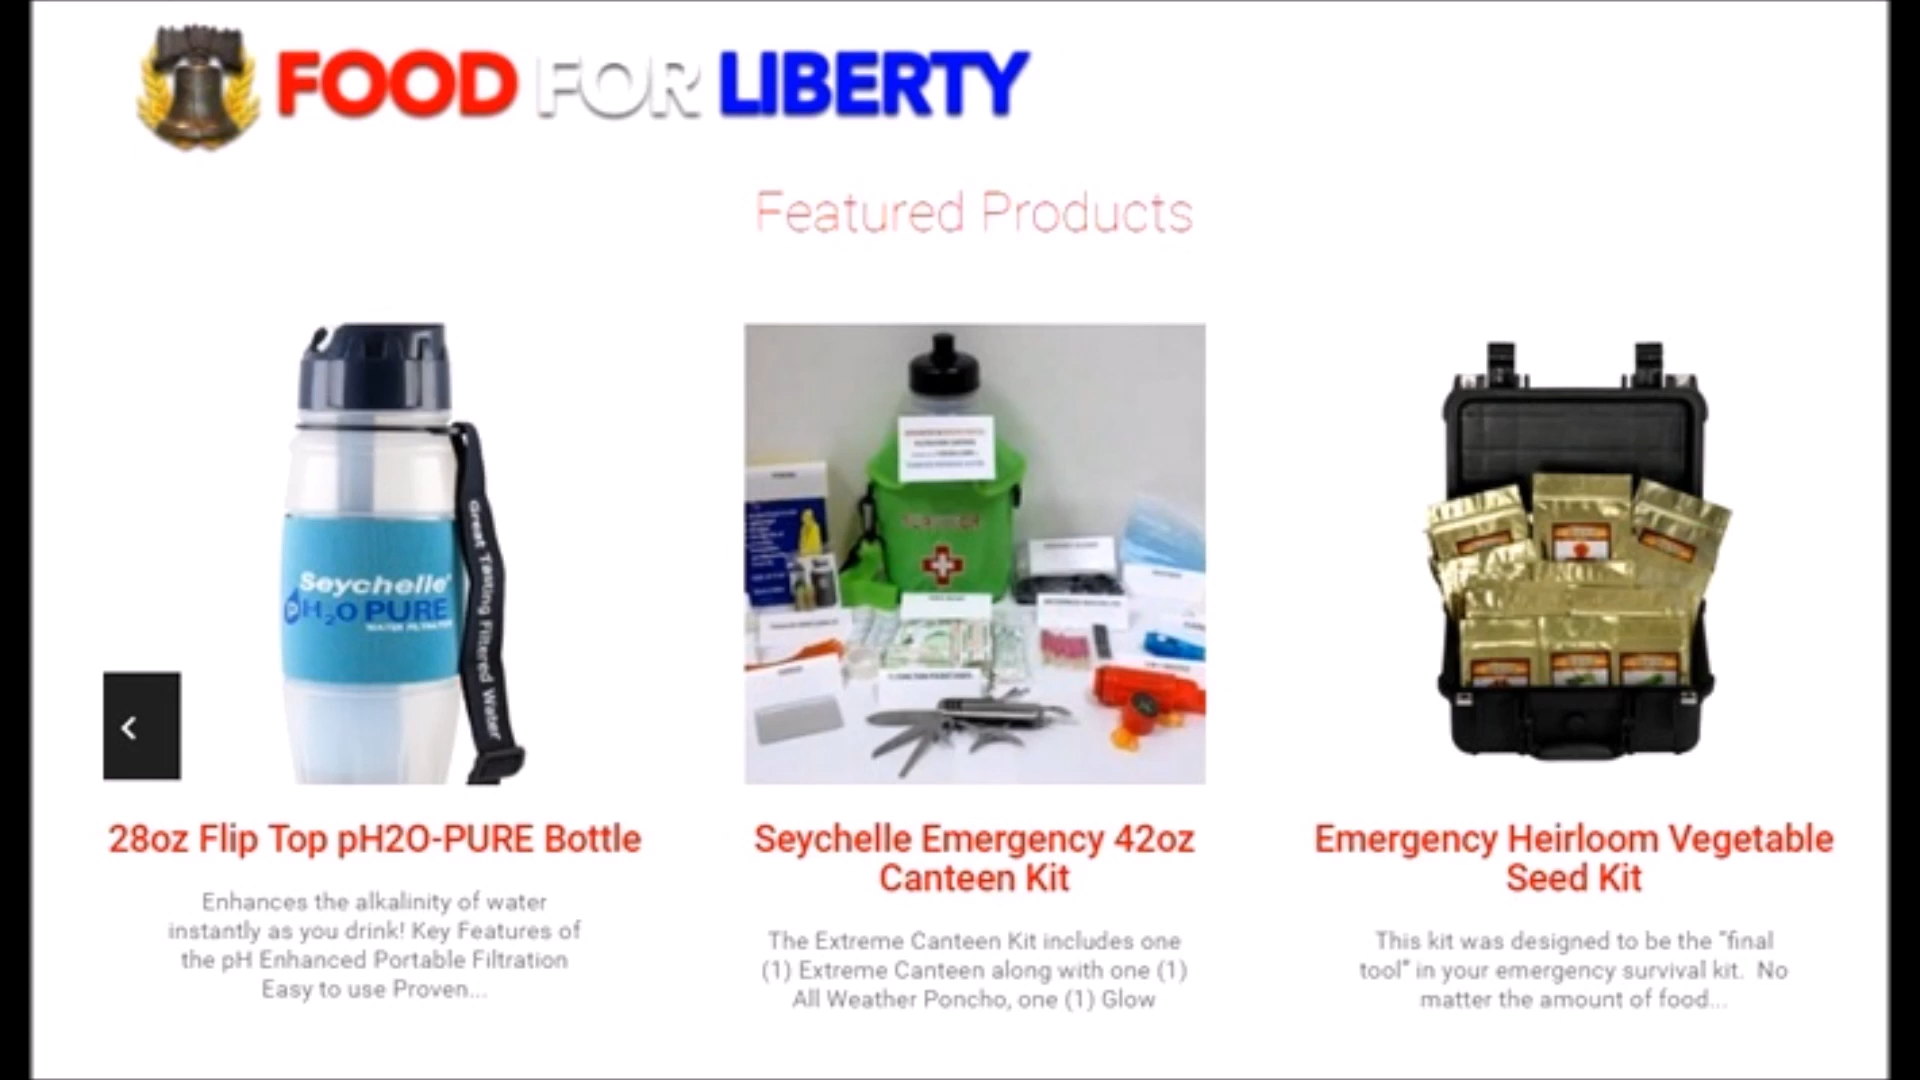 FOOD FOR LIBERTY
Featured Products
Seychelle
pH₂O PURE
WATER FILTRATION
Great Tasting Filtered Water
28oz Flip Top pH2O-PURE Bottle
Enhances the alkalinity of water
instantly as you drink! Key Features of
the pH Enhanced Portable Filtration
Easy to use Proven...
Seychelle Emergency 42oz
Canteen Kit
The Extreme Canteen Kit includes one
(1) Extreme Canteen along with one (1)
All Weather Poncho, one (1) Glow
Emergency Heirloom Vegetable
Seed Kit
This kit was designed to be the "final
tool" in your emergency survival kit. No
matter the amount of food...